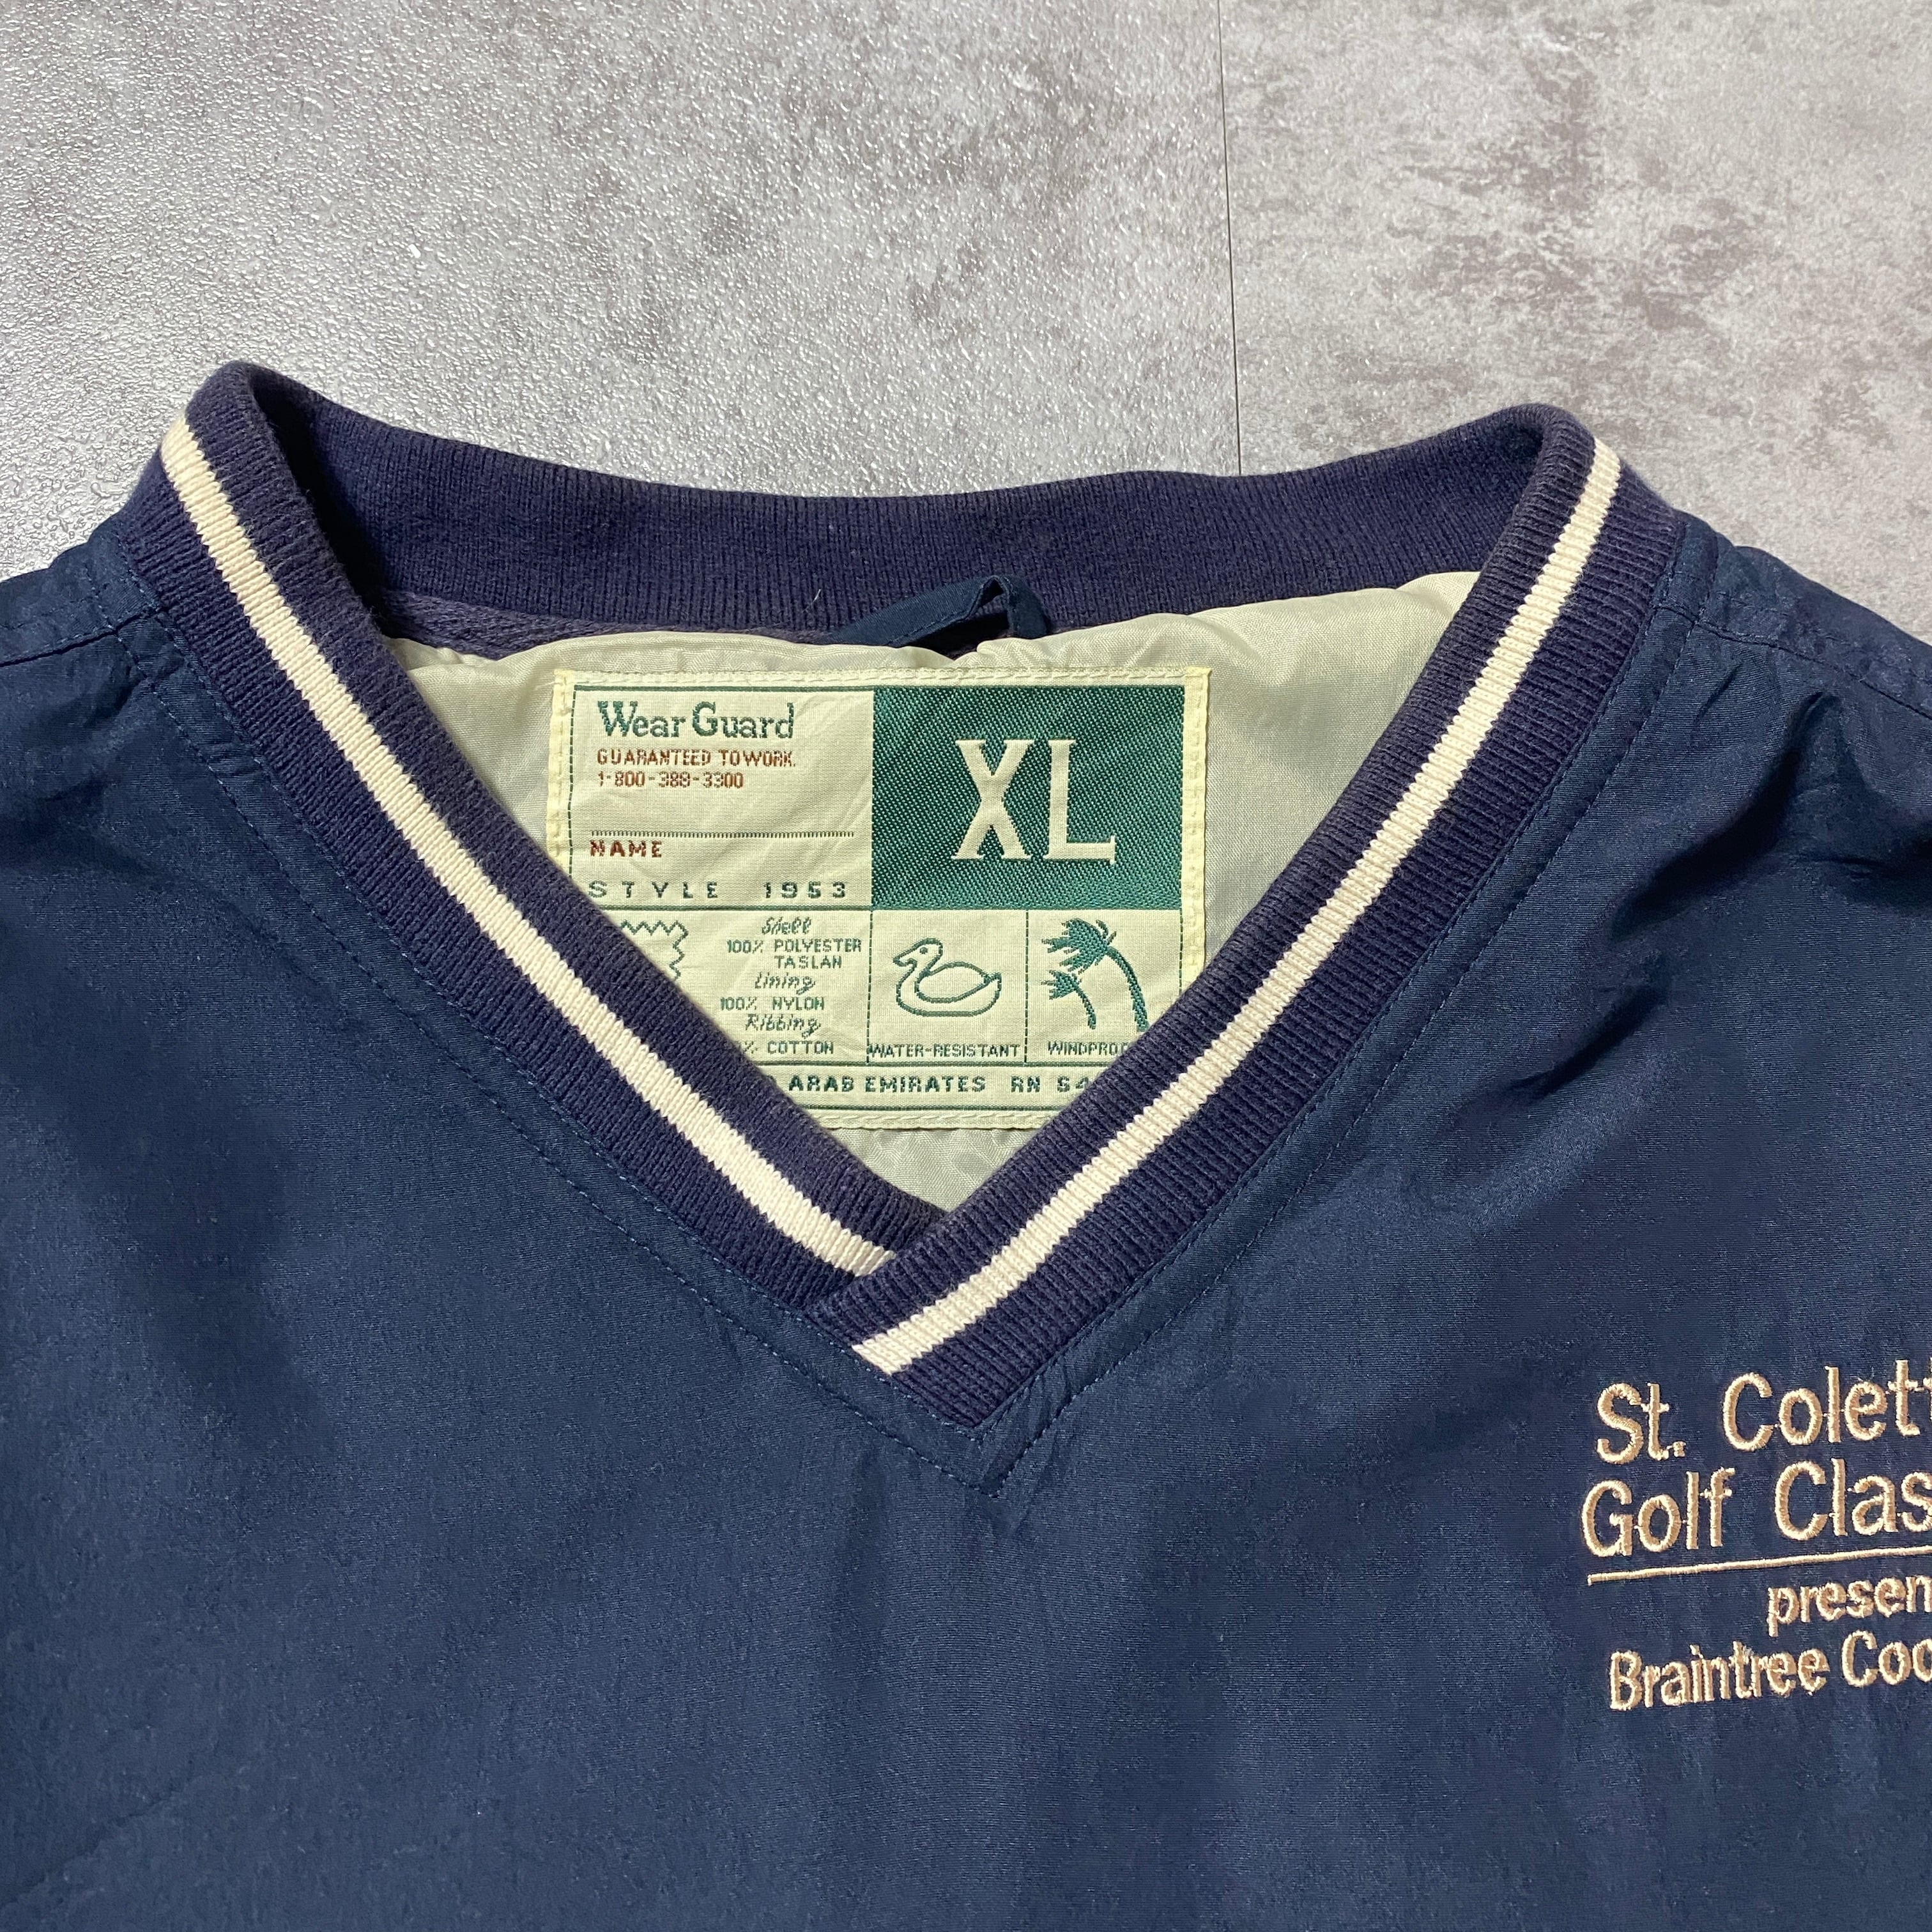 Wear Guard
GUARANTEED TO WORK.
1-800-388-3300
XL
NAME
STYLE 1953
Shell
100% POLYESTER
TASLAN
Lining
100% NYLON
Ribbing
% COTTON
WATER-RESISTANT
WINDPROO
ARAB EMIRATES RN
St. Colett
Golf Clas
presen
Braintree Coo